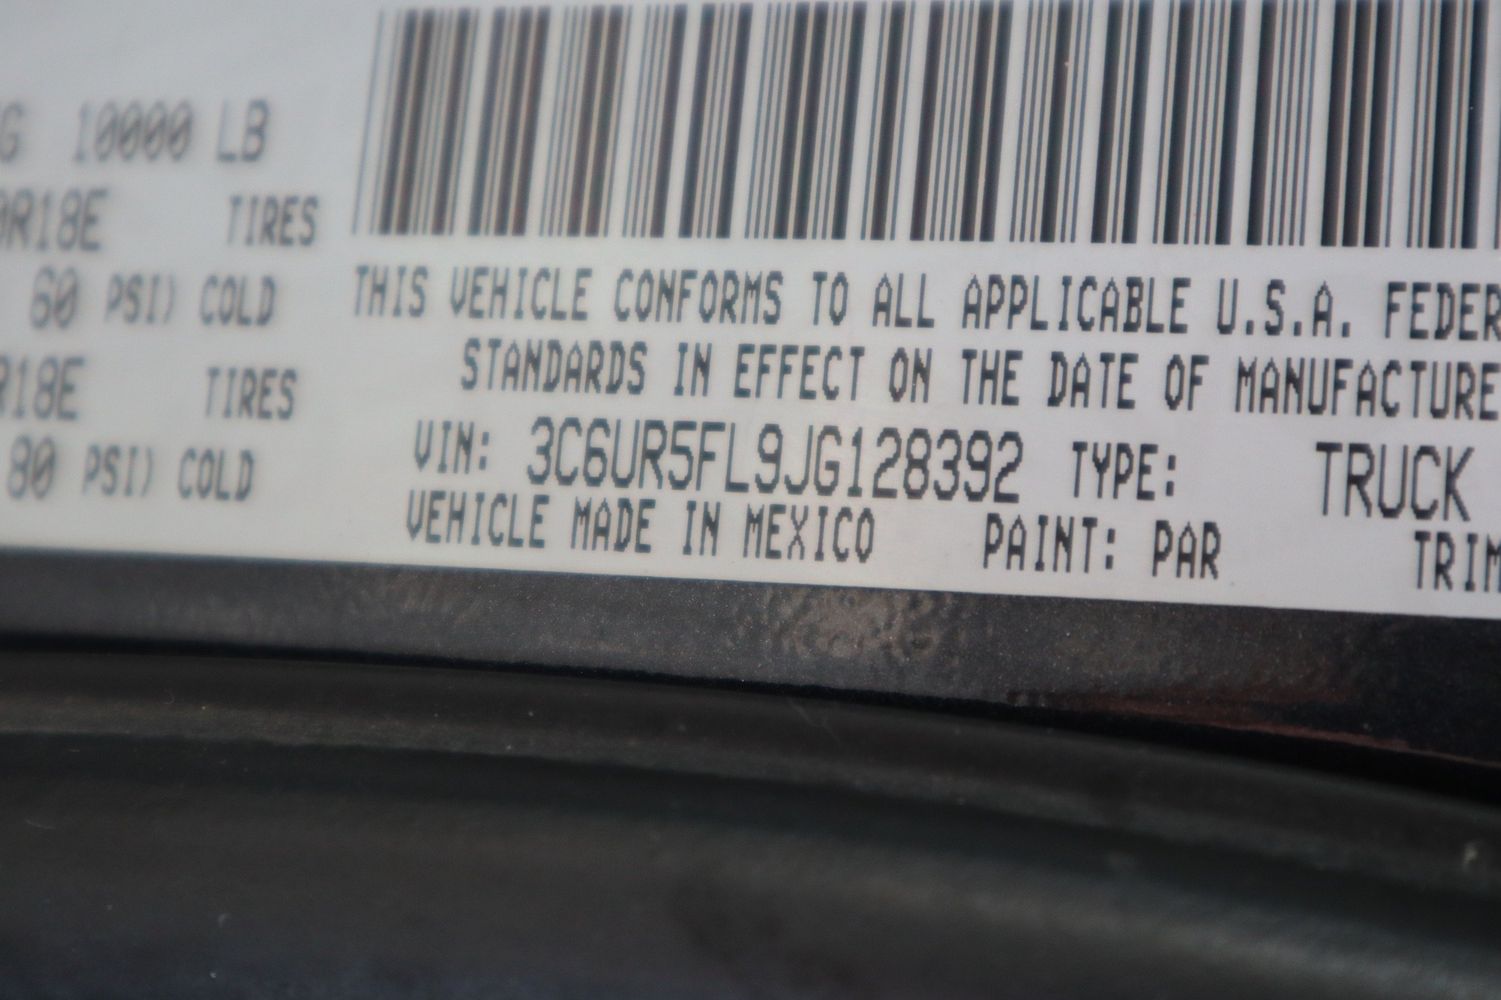 G 10000 LB
0R18E TIRES
60 PSI) COLD
R18E TIRES
80 PSI) COLD
THIS VEHICLE CONFORMS TO ALL APPLICABLE U.S.A. FEDER
STANDARDS IN EFFECT ON THE DATE OF MANUFACTURE
VIN: 3C6UR5FL9JG128392 TYPE: TRUCK
VEHICLE MADE IN MEXICO PAINT: PAR TRIM